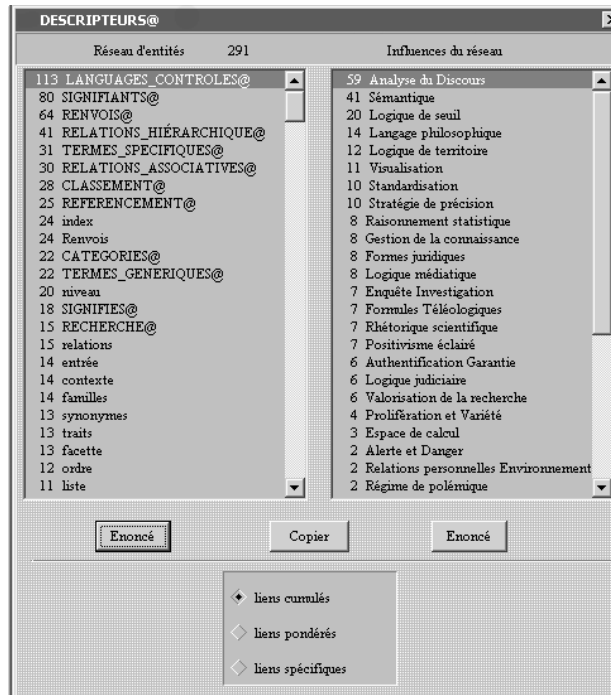 DESCRIPTEURS@
Réseau d'entités 291
Influences du réseau
113 LANGUAGES_CONTROLES@
80 SIGNIFIANTS@
64 RENVOIS@
41 RELATIONS_HIÉRARCHIQUE@
31 TERMES_SPECIFIQUES@
30 RELATIONS_ASSOCIATIVES@
28 CLASSEMENT@
25 REFERENCEMENT@
24 index
24 Renvois
22 CATEGORIES@
22 TERMES_GENERIQUES@
20 niveau
18 SIGNIFIES@
15 RECHERCHE@
15 relations
14 entrée
14 contexte
14 familles
13 synonymes
13 traits
13 facette
12 ordre
11 liste
59 Analyse du Discours
41 Sémantique
20 Logique de seuil
14 Langage philosophique
12 Logique de territoire
11 Visualisation
10 Standardisation
10 Stratégie de précision
8 Raisonnement statistique
8 Gestion de la connaissance
8 Formes juridiques
8 Logique médiatique
7 Enquête Investigation
7 Formules Téléologiques
7 Rhétorique scientifique
7 Positivisme éclairé
6 Authentification Garantie
6 Logique judiciaire
6 Valorisation de la recherche
4 Prolifération et Variété
3 Espace de calcul
2 Alerte et Danger
2 Relations personnelles Environnement
2 Régime de polémique
Enoncé
Copier
Enoncé
liens cumulés
liens pondérés
liens spécifiques